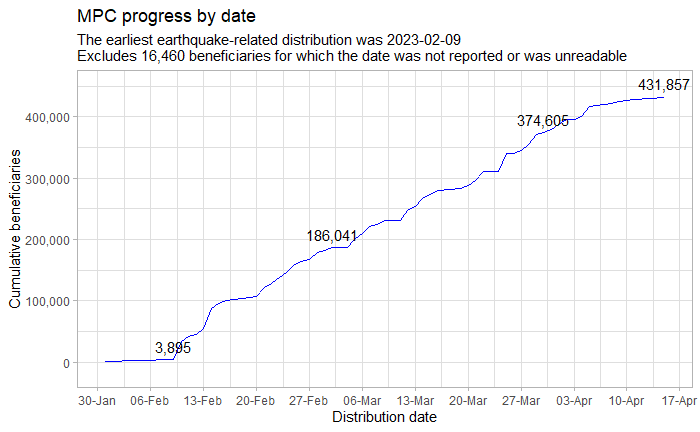 MPC progress by date
The earliest earthquake-related distribution was 2023-02-09
Excludes 16,460 beneficiaries for which the date was not reported or was unreadable
431,857
400,000
374,605
300,000
200,000
186,041
100,000
3,895
0
Cumulative beneficiaries
30-Jan 06-Feb 13-Feb 20-Feb 27-Feb 06-Mar 13-Mar 20-Mar 27-Mar 03-Apr 10-Apr 17-Apr
Distribution date